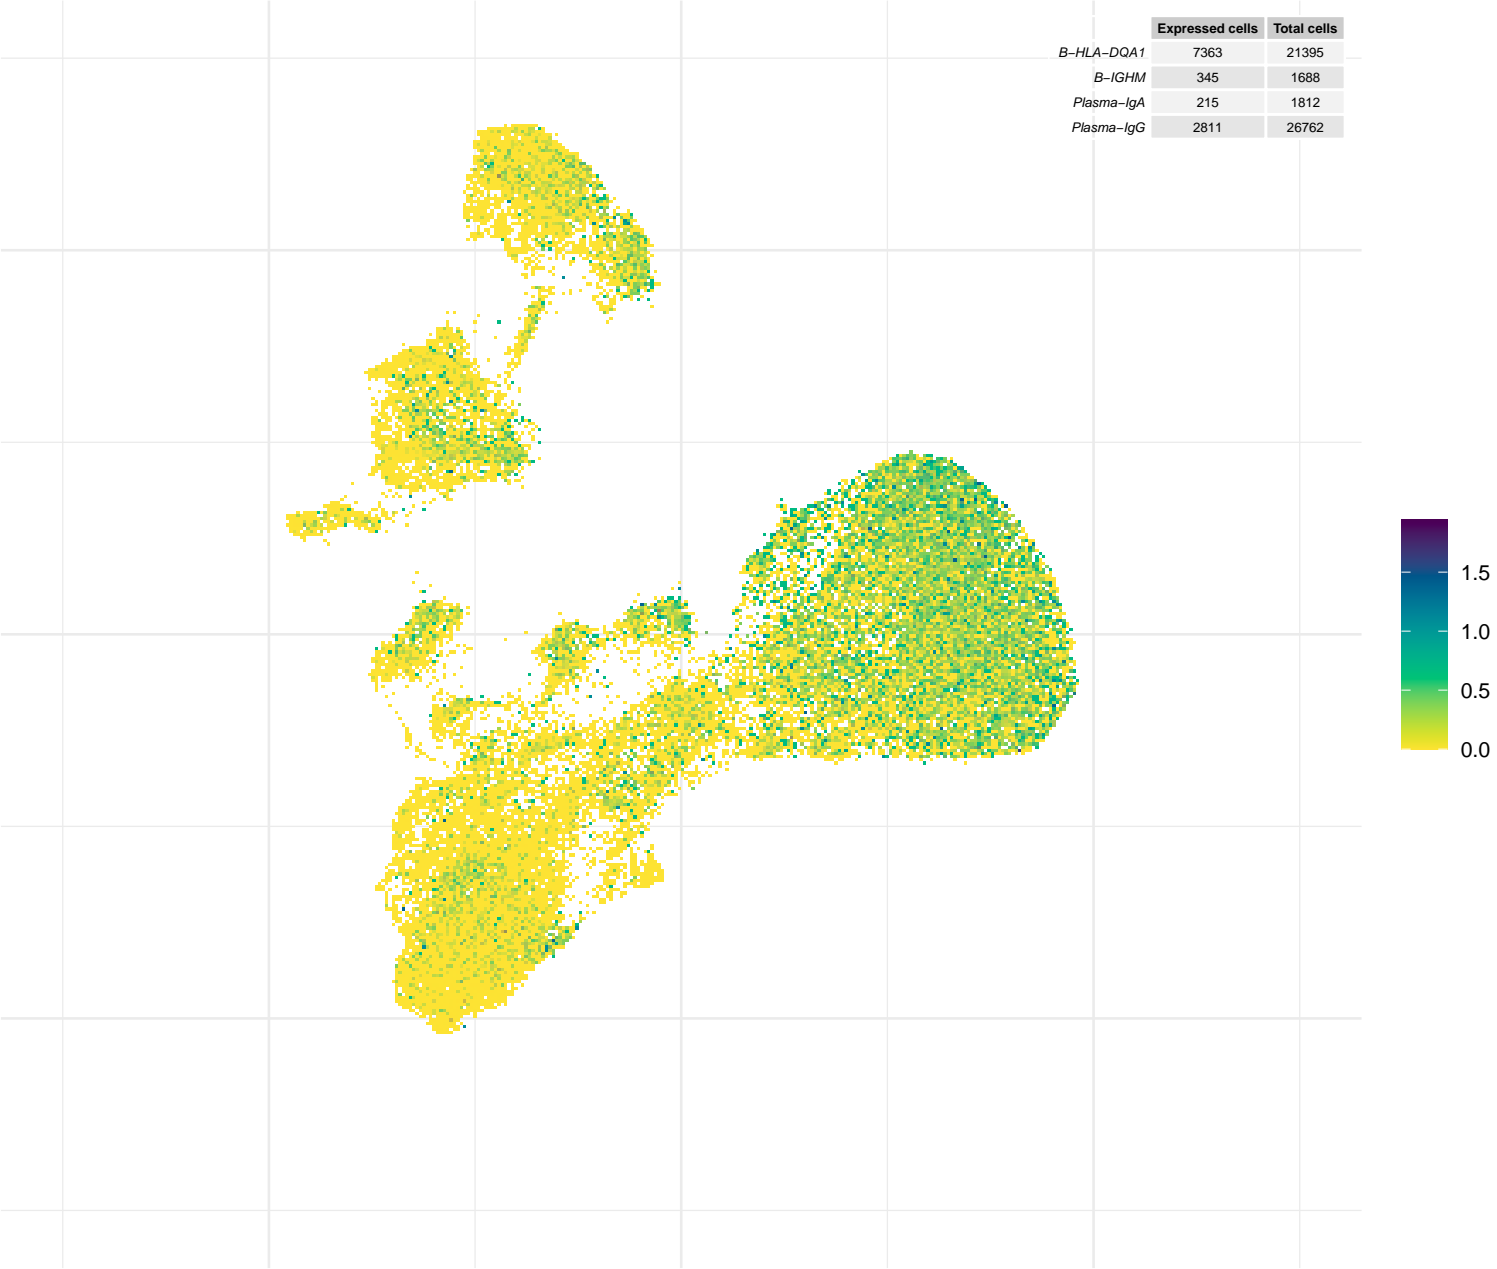 Expressed cells Total cells
B−HLA−DQA1 7363 21395
B−IGHM 345 1688
Plasma−IgA 215 1812
Plasma−IgG 2811 26762
1.5
1.0
0.5
0.0